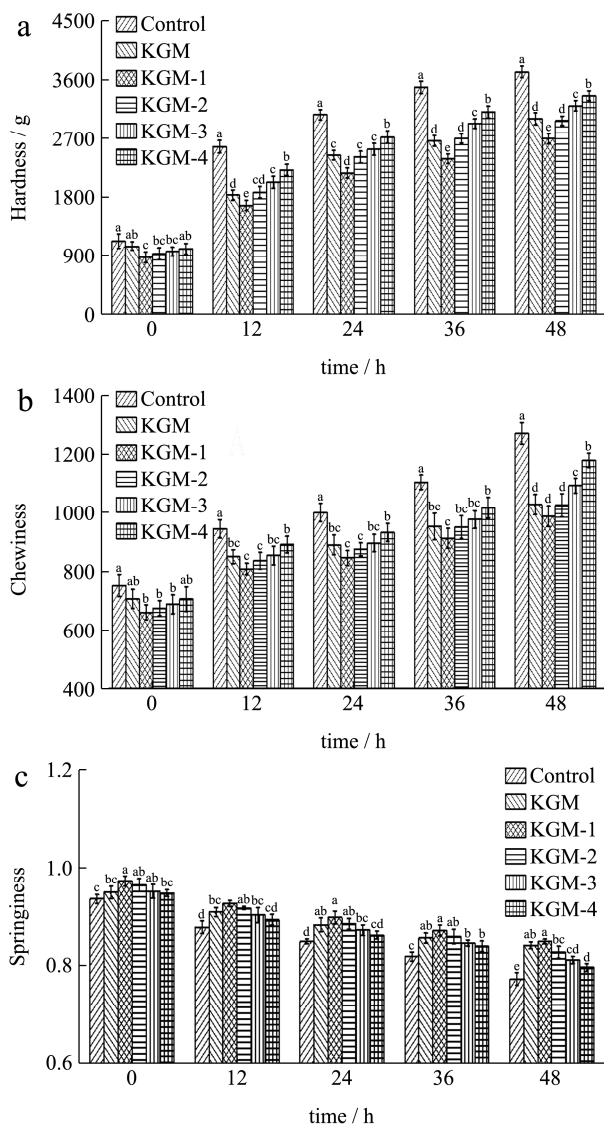 a
4500
3600
2700
1800
900
0
Hardness / g
Control
KGM
KGM-1
KGM-2
KGM-3
KGM-4
a ab c bc bc ab
a d e cd c b
a c d c c b
a d e d c b
a d e d c b
0 12 24 36 48
time / h
b
1400
1200
1000
800
600
400
Chewiness
Control
KGM
KGM-1
KGM-2
KGM-3
KGM-4
a ab b b b ab
a bc c c bc b
a bc c bc bc b
a bc c bc bc b
a d d d c b
0 12 24 36 48
time / h
c
1.2
1.0
0.8
0.6
Springiness
Control
KGM
KGM-1
KGM-2
KGM-3
KGM-4
c bc a ab ab bc
d bc a ab bc cd
d ab a ab bc cd
c ab a ab b b
e ab a bc cd d
0 12 24 36 48
time / h